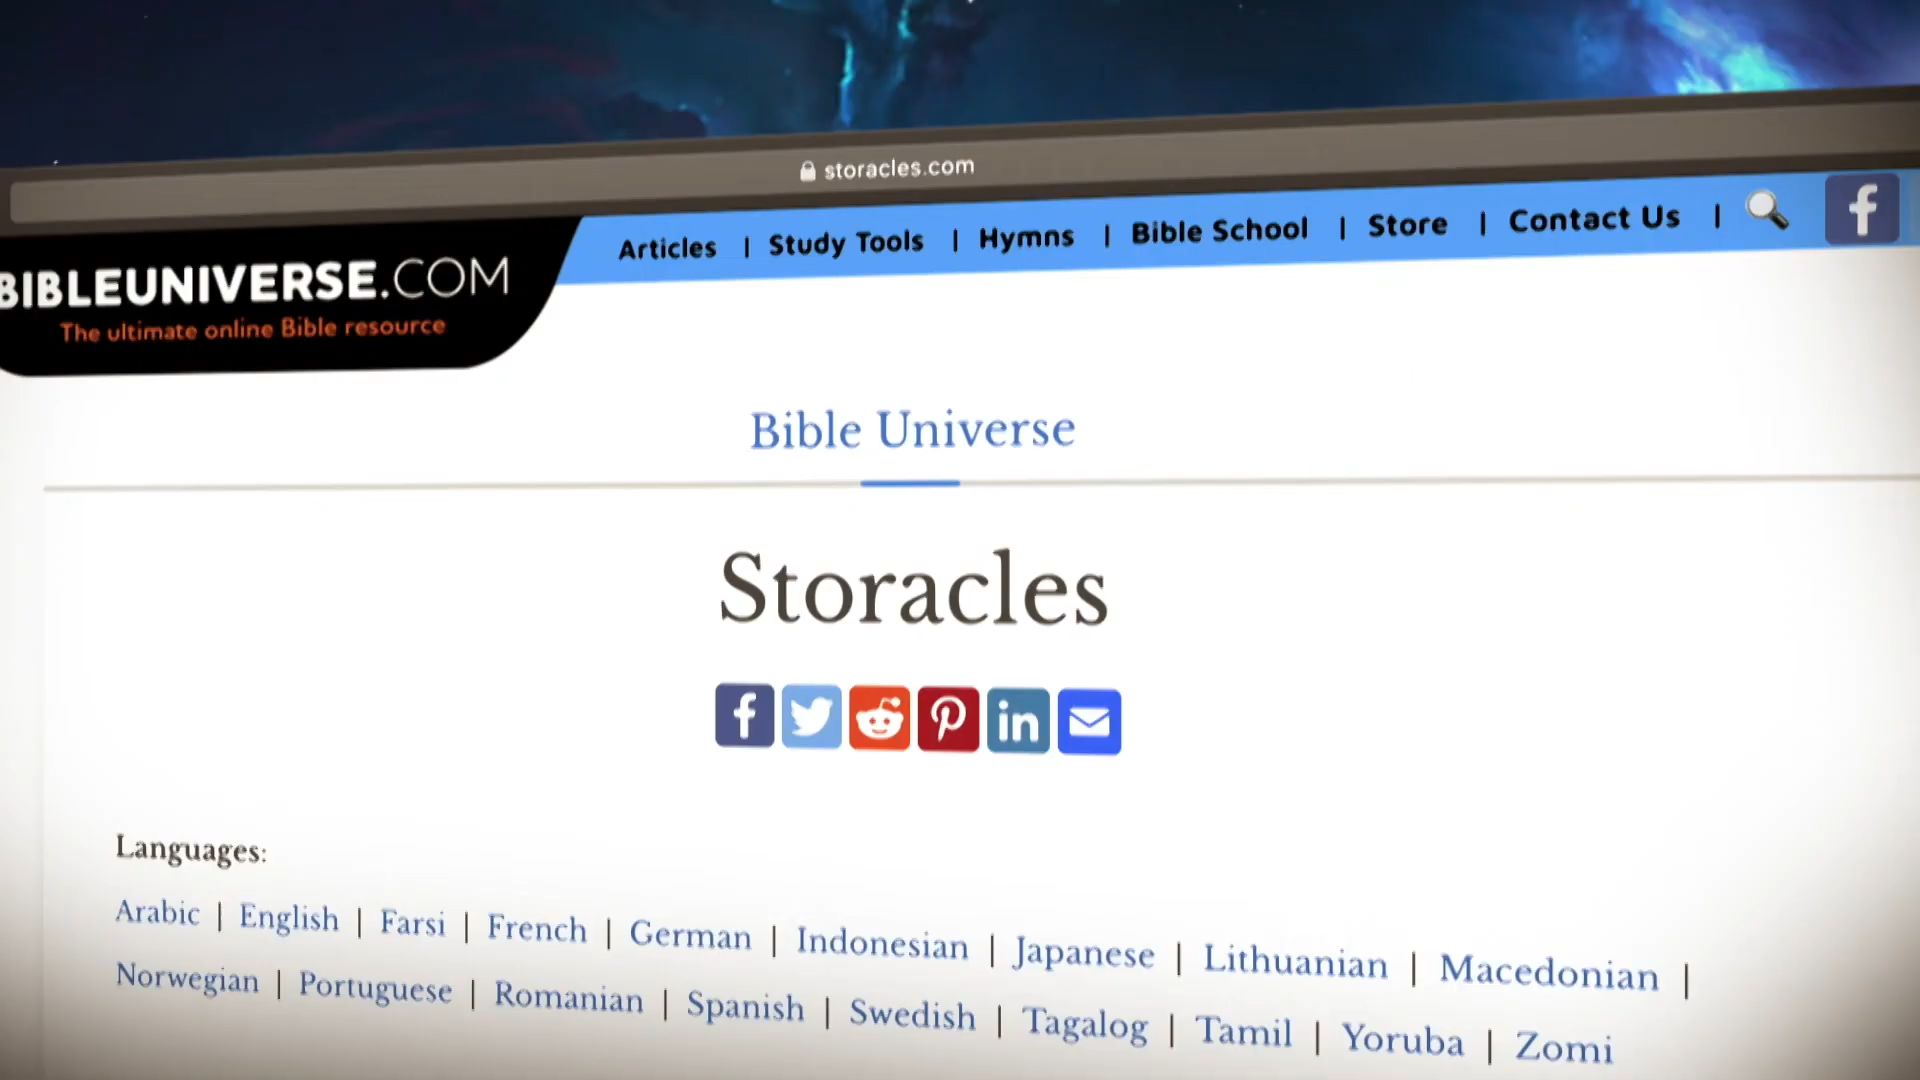 storacles.com
Articles | Study Tools | Hymns | Bible School | Store | Contact Us |
BIBLEUNIVERSE.COM
The ultimate online Bible resource
Bible Universe
Storacles
Languages:
Arabic | English | Farsi | French | German | Indonesian | Japanese | Lithuanian | Macedonian |
Norwegian | Portuguese | Romanian | Spanish | Swedish | Tagalog | Tamil | Yoruba | Zomi